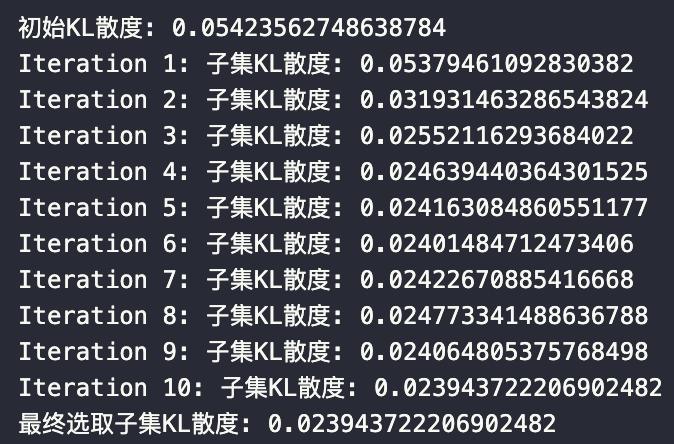 初始KL散度: 0.05423562748638784
Iteration 1: 子集KL散度: 0.05379461092830382
Iteration 2: 子集KL散度: 0.031931463286543824
Iteration 3: 子集KL散度: 0.02552116293684022
Iteration 4: 子集KL散度: 0.024639440364301525
Iteration 5: 子集KL散度: 0.024163084860551177
Iteration 6: 子集KL散度: 0.02401484712473406
Iteration 7: 子集KL散度: 0.02422670885416668
Iteration 8: 子集KL散度: 0.024773341488636788
Iteration 9: 子集KL散度: 0.024064805375768498
Iteration 10: 子集KL散度: 0.023943722206902482
最终选取子集KL散度: 0.023943722206902482